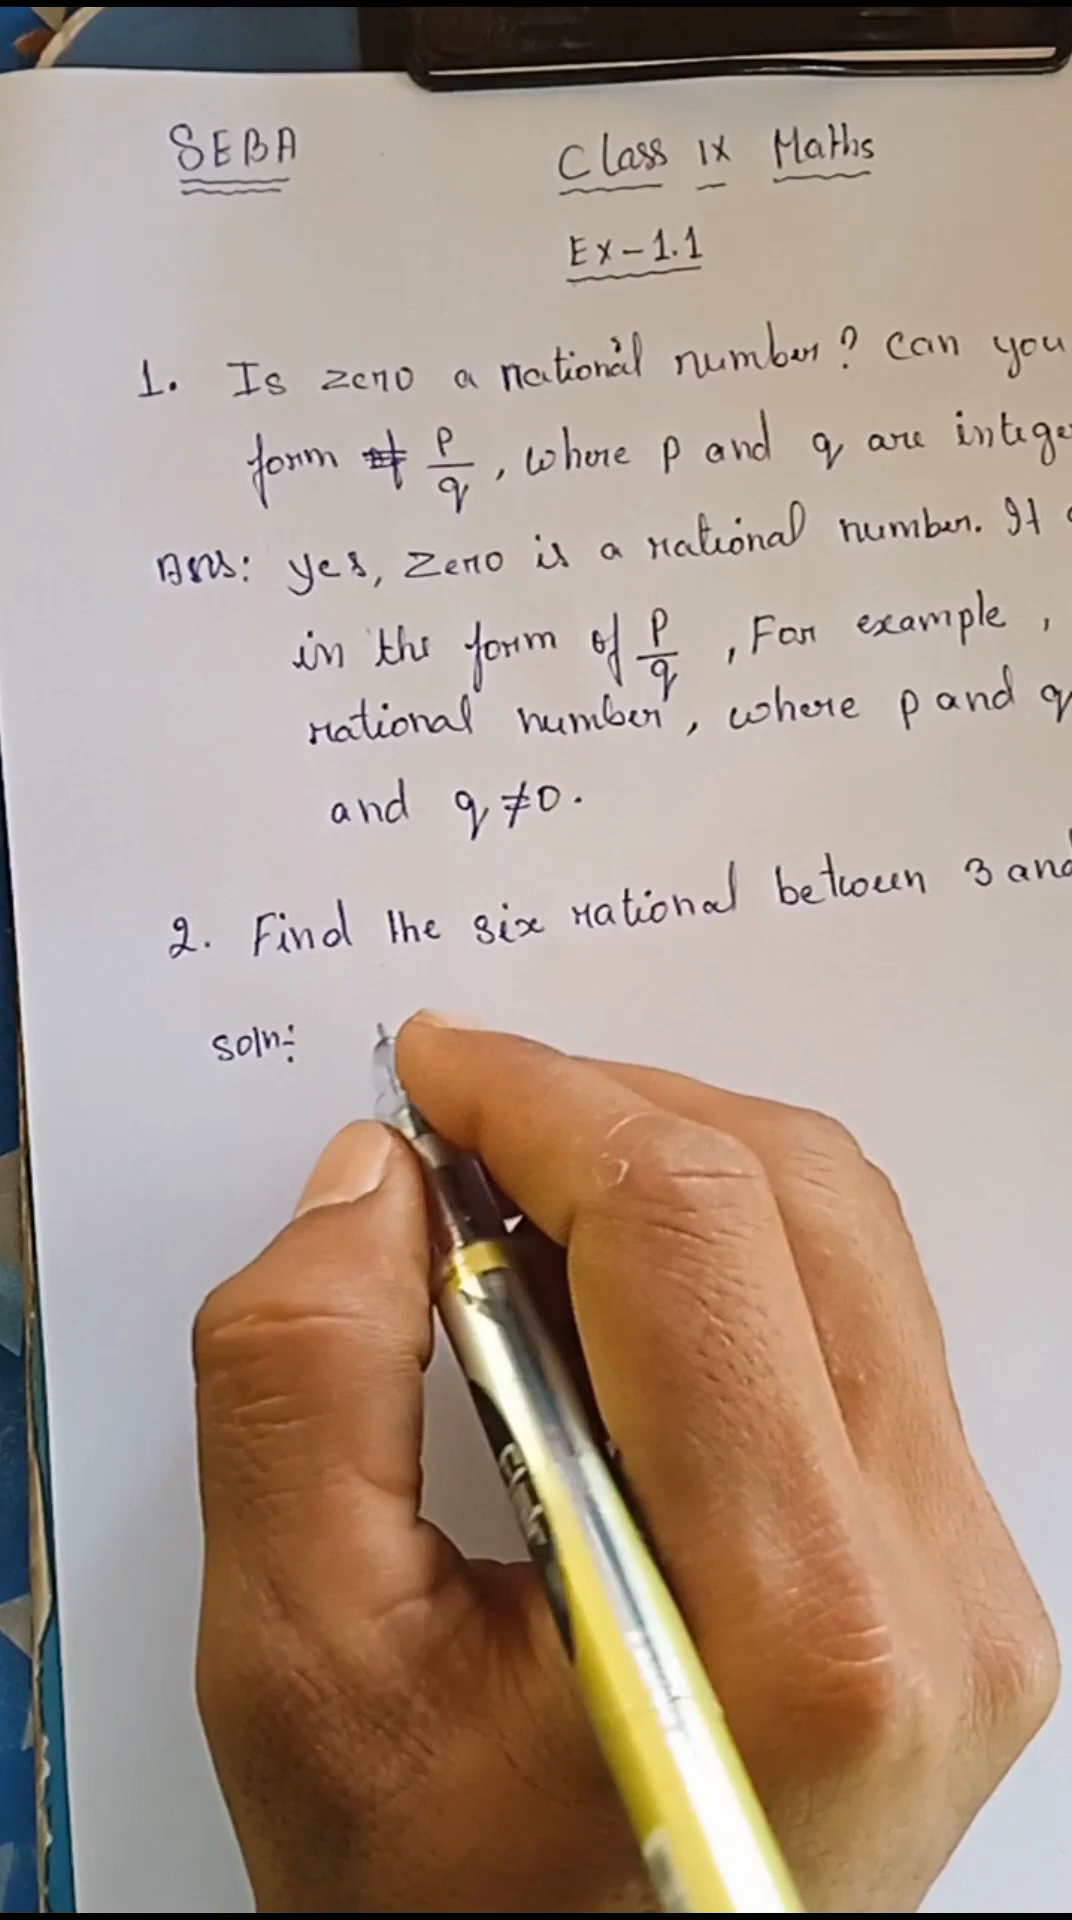 SEBA
Class IX Maths
Ex-1.1
1. Is zero a rational number? Can you
form p/q, where p and q are intege
Ans: yes, Zero is a rational number. It
in the form of p/q, For example,
rational number, where p and q
and q ≠ 0.
2. Find the six rational between 3 and
Soln: